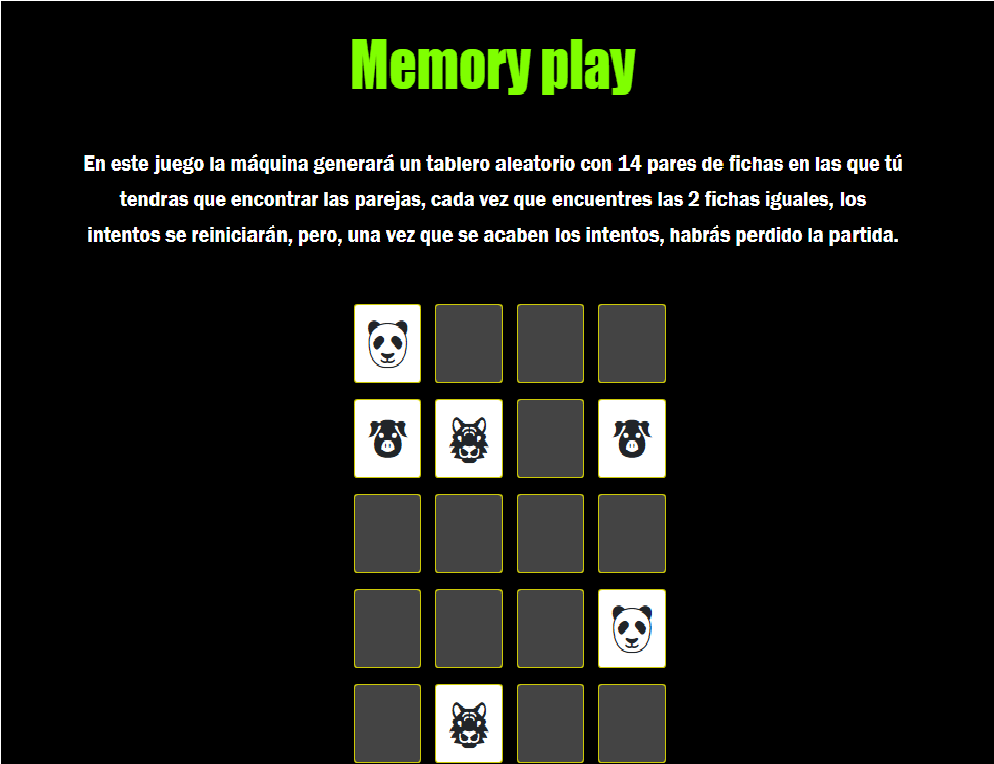 Memory play
En este juego la máquina generará un tablero aleatorio con 14 pares de fichas en las que tú
tendras que encontrar las parejas, cada vez que encuentres las 2 fichas iguales, los
intentos se reiniciarán, pero, una vez que se acaben los intentos, habrás perdido la partida.